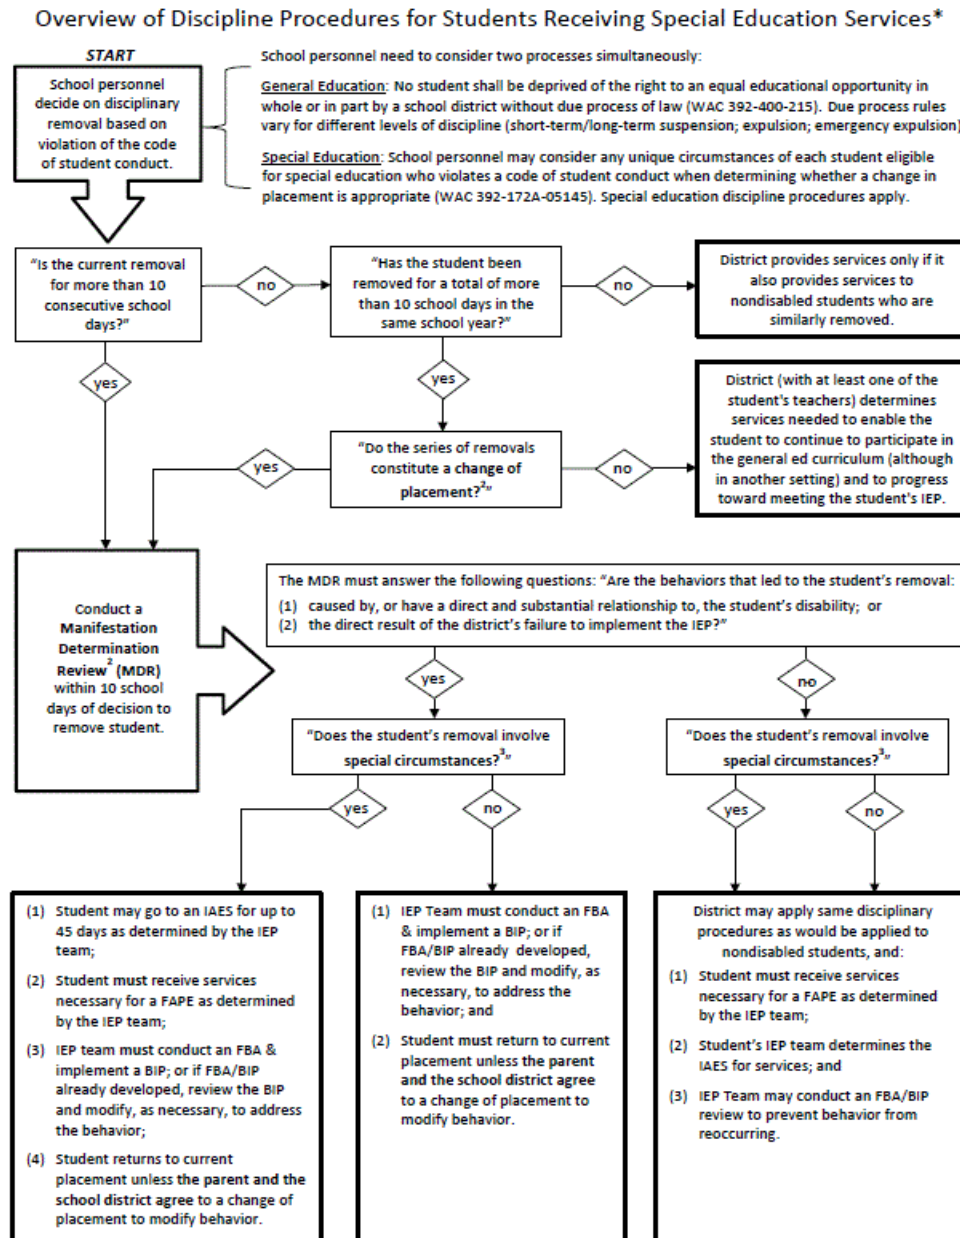 Overview of Discipline Procedures for Students Receiving Special Education Services*
START
School personnel
decide on disciplinary
removal based on
violation of the code
of student conduct.
School personnel need to consider two processes simultaneously:
General Education: No student shall be deprived of the right to an equal educational opportunity in
whole or in part by a school district without due process of law (WAC 392-400-215). Due process rules
vary for different levels of discipline (short-term/long-term suspension; expulsion; emergency expulsion)
Special Education: School personnel may consider any unique circumstances of each student eligible
for special education who violates a code of student conduct when determining whether a change in
placement is appropriate (WAC 392-172A-05145). Special education discipline procedures apply.
"Is the current removal
for more than 10
consecutive school
days?"
no
"Has the student been
removed for a total of more
than 10 school days in the
same school year?"
no
District provides services only if it
also provides services to
nondisabled students who are
similarly removed.
yes
yes
District (with at least one of the
student's teachers) determines
services needed to enable the
student to continue to participate in
the general ed curriculum (although
in another setting) and to progress
toward meeting the student's IEP.
yes
"Do the series of removals
constitute a change of
placement?²"
no
Conduct a
Manifestation
Determination
Review² (MDR)
within 10 school
days of decision to
remove student.
The MDR must answer the following questions: "Are the behaviors that led to the student's removal:
(1) caused by, or have a direct and substantial relationship to, the student's disability; or
(2) the direct result of the district's failure to implement the IEP?"
yes
no
"Does the student's removal involve
special circumstances?³"
"Does the student's removal involve
special circumstances?³"
yes
no
yes
no
(1) Student may go to an IAES for up to
45 days as determined by the IEP
team;
(2) Student must receive services
necessary for a FAPE as determined
by the IEP team;
(3) IEP team must conduct an FBA &
implement a BIP; or if FBA/BIP
already developed, review the BIP
and modify, as necessary, to address
the behavior;
(4) Student returns to current
placement unless the parent and the
school district agree to a change of
placement to modify behavior.
(1) IEP Team must conduct an FBA
& implement a BIP; or if
FBA/BIP already developed,
review the BIP and modify, as
necessary, to address the
behavior; and
(2) Student must return to current
placement unless the parent
and the school district agree
to a change of placement to
modify behavior.
District may apply same disciplinary
procedures as would be applied to
nondisabled students, and:
(1) Student must receive services
necessary for a FAPE as determined
by the IEP team;
(2) Student's IEP team determines the
IAES for services; and
(3) IEP Team may conduct an FBA/BIP
review to prevent behavior from
reoccurring.